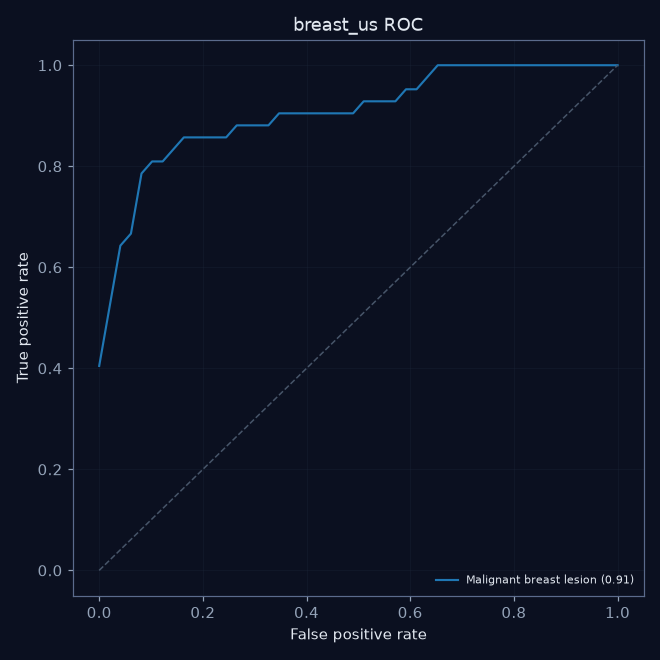 breast_us ROC
1.0
0.8
0.6
0.4
0.2
0.0
True positive rate
Malignant breast lesion (0.91)
0.0 0.2 0.4 0.6 0.8 1.0
False positive rate